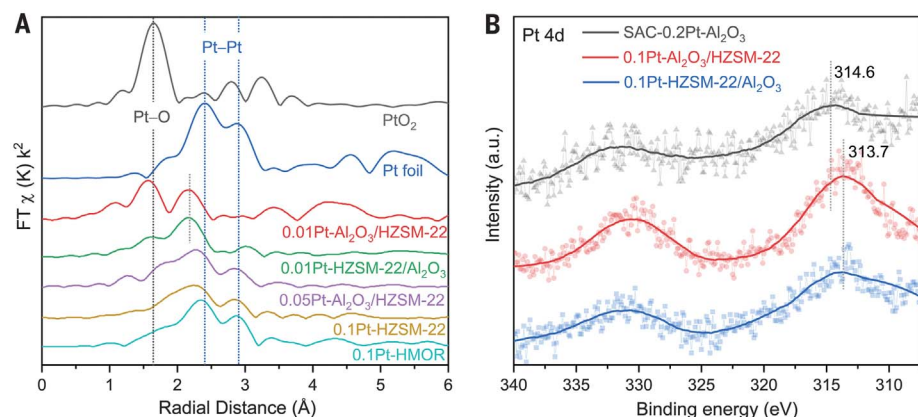 A
Pt–Pt
Pt–O
PtO₂
Pt foil
0.01Pt-Al₂O₃/HZSM-22
0.01Pt-HZSM-22/Al₂O₃
0.05Pt-Al₂O₃/HZSM-22
0.1Pt-HZSM-22
0.1Pt-HMOR
FT χ (K) k²
0 1 2 3 4 5 6
Radial Distance (Å)
B
Pt 4d
SAC-0.2Pt-Al₂O₃
0.1Pt-Al₂O₃/HZSM-22
0.1Pt-HZSM-22/Al₂O₃
314.6
313.7
Intensity (a.u.)
340 335 330 325 320 315 310
Binding energy (eV)